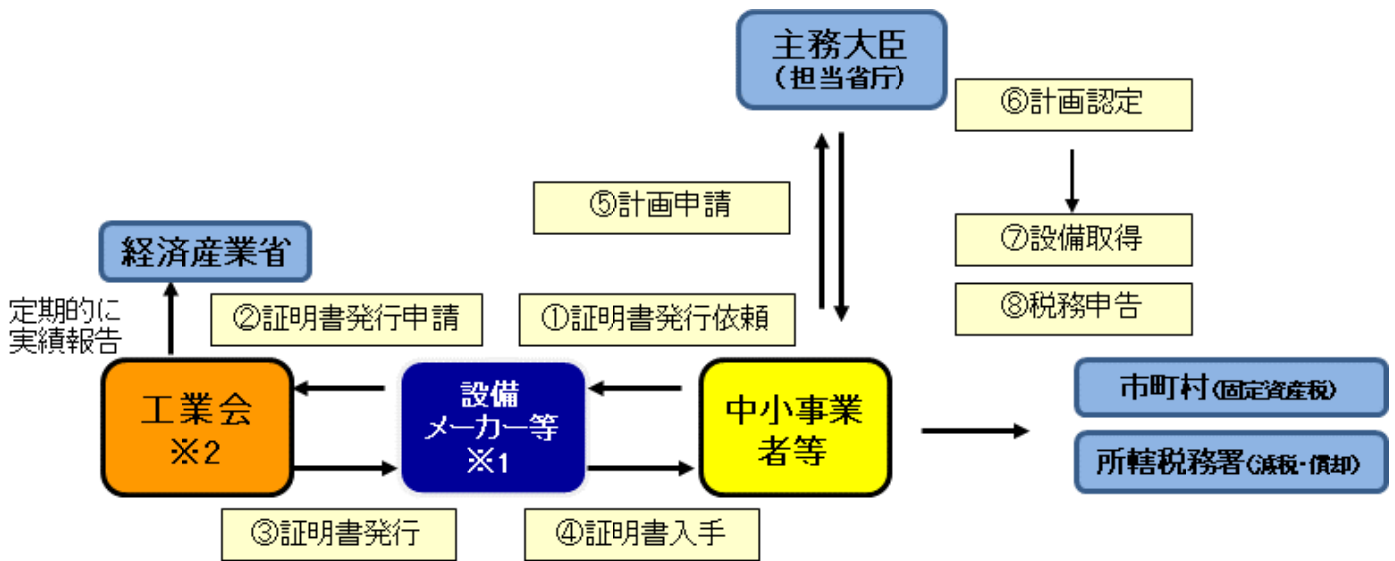 主務大臣
(担当省庁)
⑥計画認定
⑤計画申請
⑦設備取得
経済産業省
定期的に
実績報告
②証明書発行申請
①証明書発行依頼
⑧税務申告
工業会
※2
設備
メーカー等
※1
中小事業
者等
市町村(固定資産税)
所轄税務署(減税・償却)
③証明書発行
④証明書入手